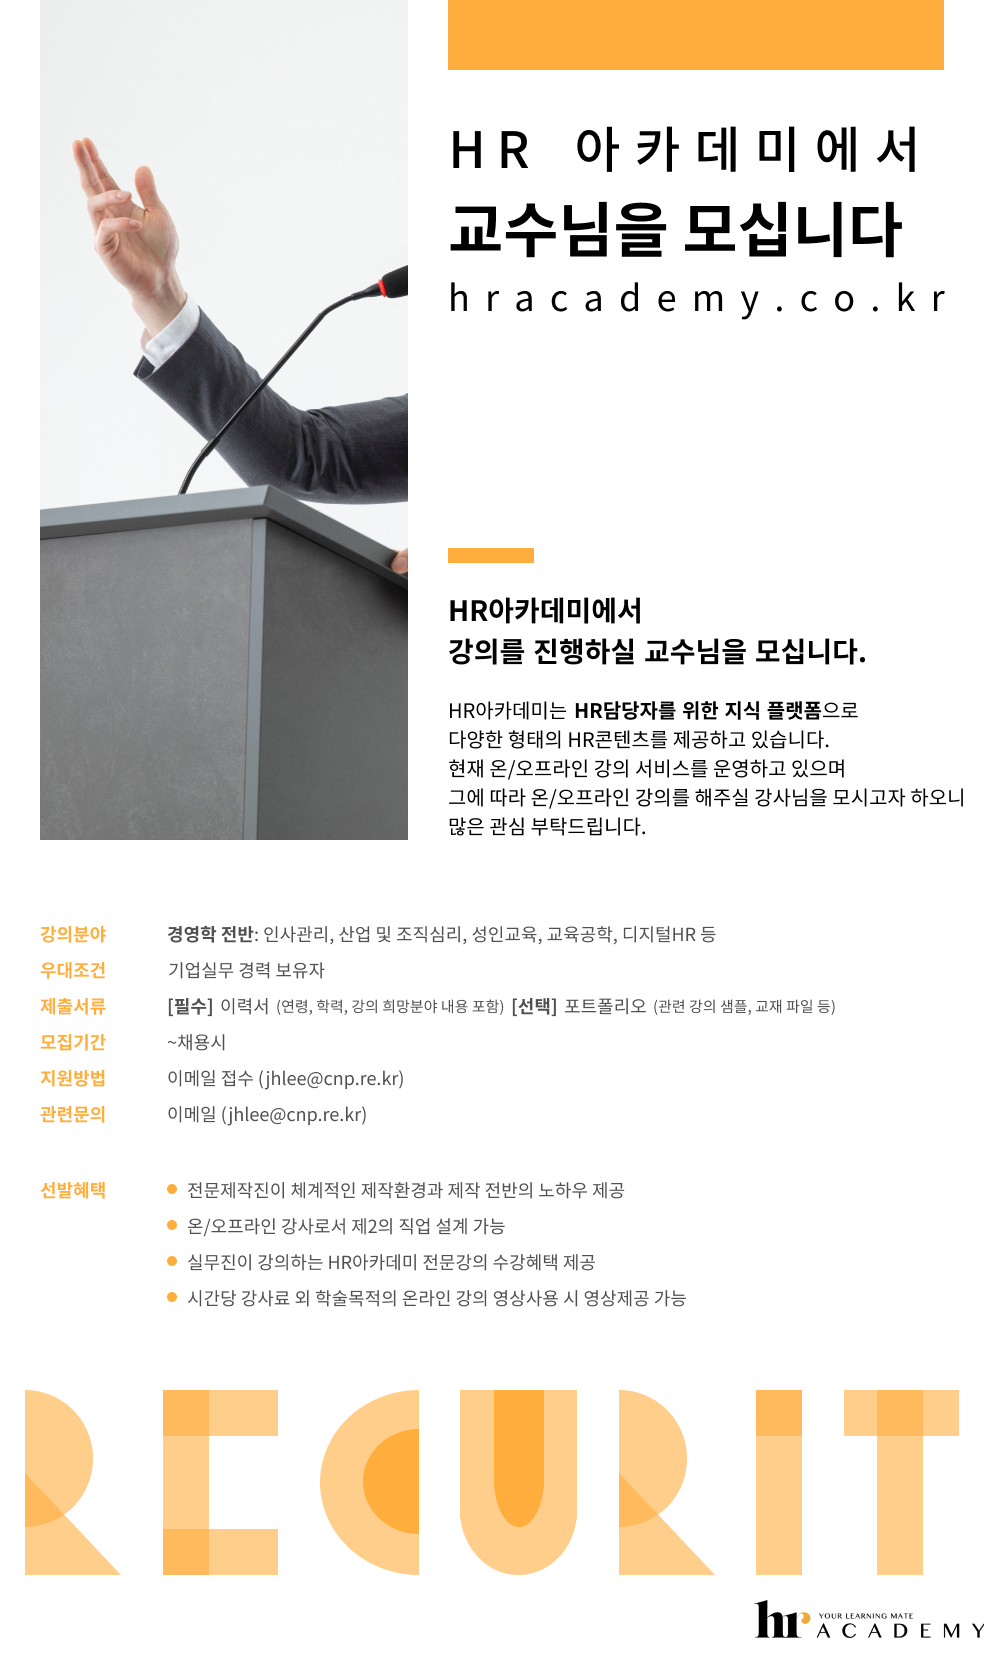 HR 아카데미에서
교수님을 모십니다
hracademy.co.kr
HR아카데미에서
강의를 진행하실 교수님을 모십니다.
HR아카데미는 HR담당자를 위한 지식 플랫폼으로
다양한 형태의 HR콘텐츠를 제공하고 있습니다.
현재 온/오프라인 강의 서비스를 운영하고 있으며
그에 따라 온/오프라인 강의를 해주실 강사님을 모시고자 하오니
많은 관심 부탁드립니다.
강의분야 경영학 전반: 인사관리, 산업 및 조직심리, 성인교육, 교육공학, 디지털HR 등
우대조건 기업실무 경력 보유자
제출서류 [필수] 이력서 (연령, 학력, 강의 희망분야 내용 포함) [선택] 포트폴리오 (관련 강의 샘플, 교재 파일 등)
모집기간 ~채용시
지원방법 이메일 접수 (jhlee@cnp.re.kr)
관련문의 이메일 (jhlee@cnp.re.kr)
선발혜택 전문제작진이 체계적인 제작환경과 제작 전반의 노하우 제공
온/오프라인 강사로서 제2의 직업 설계 가능
실무진이 강의하는 HR아카데미 전문강의 수강혜택 제공
시간당 강사료 외 학술목적의 온라인 강의 영상사용 시 영상제공 가능
RECURIT
hr YOUR LEARNING MATE
ACADEMY